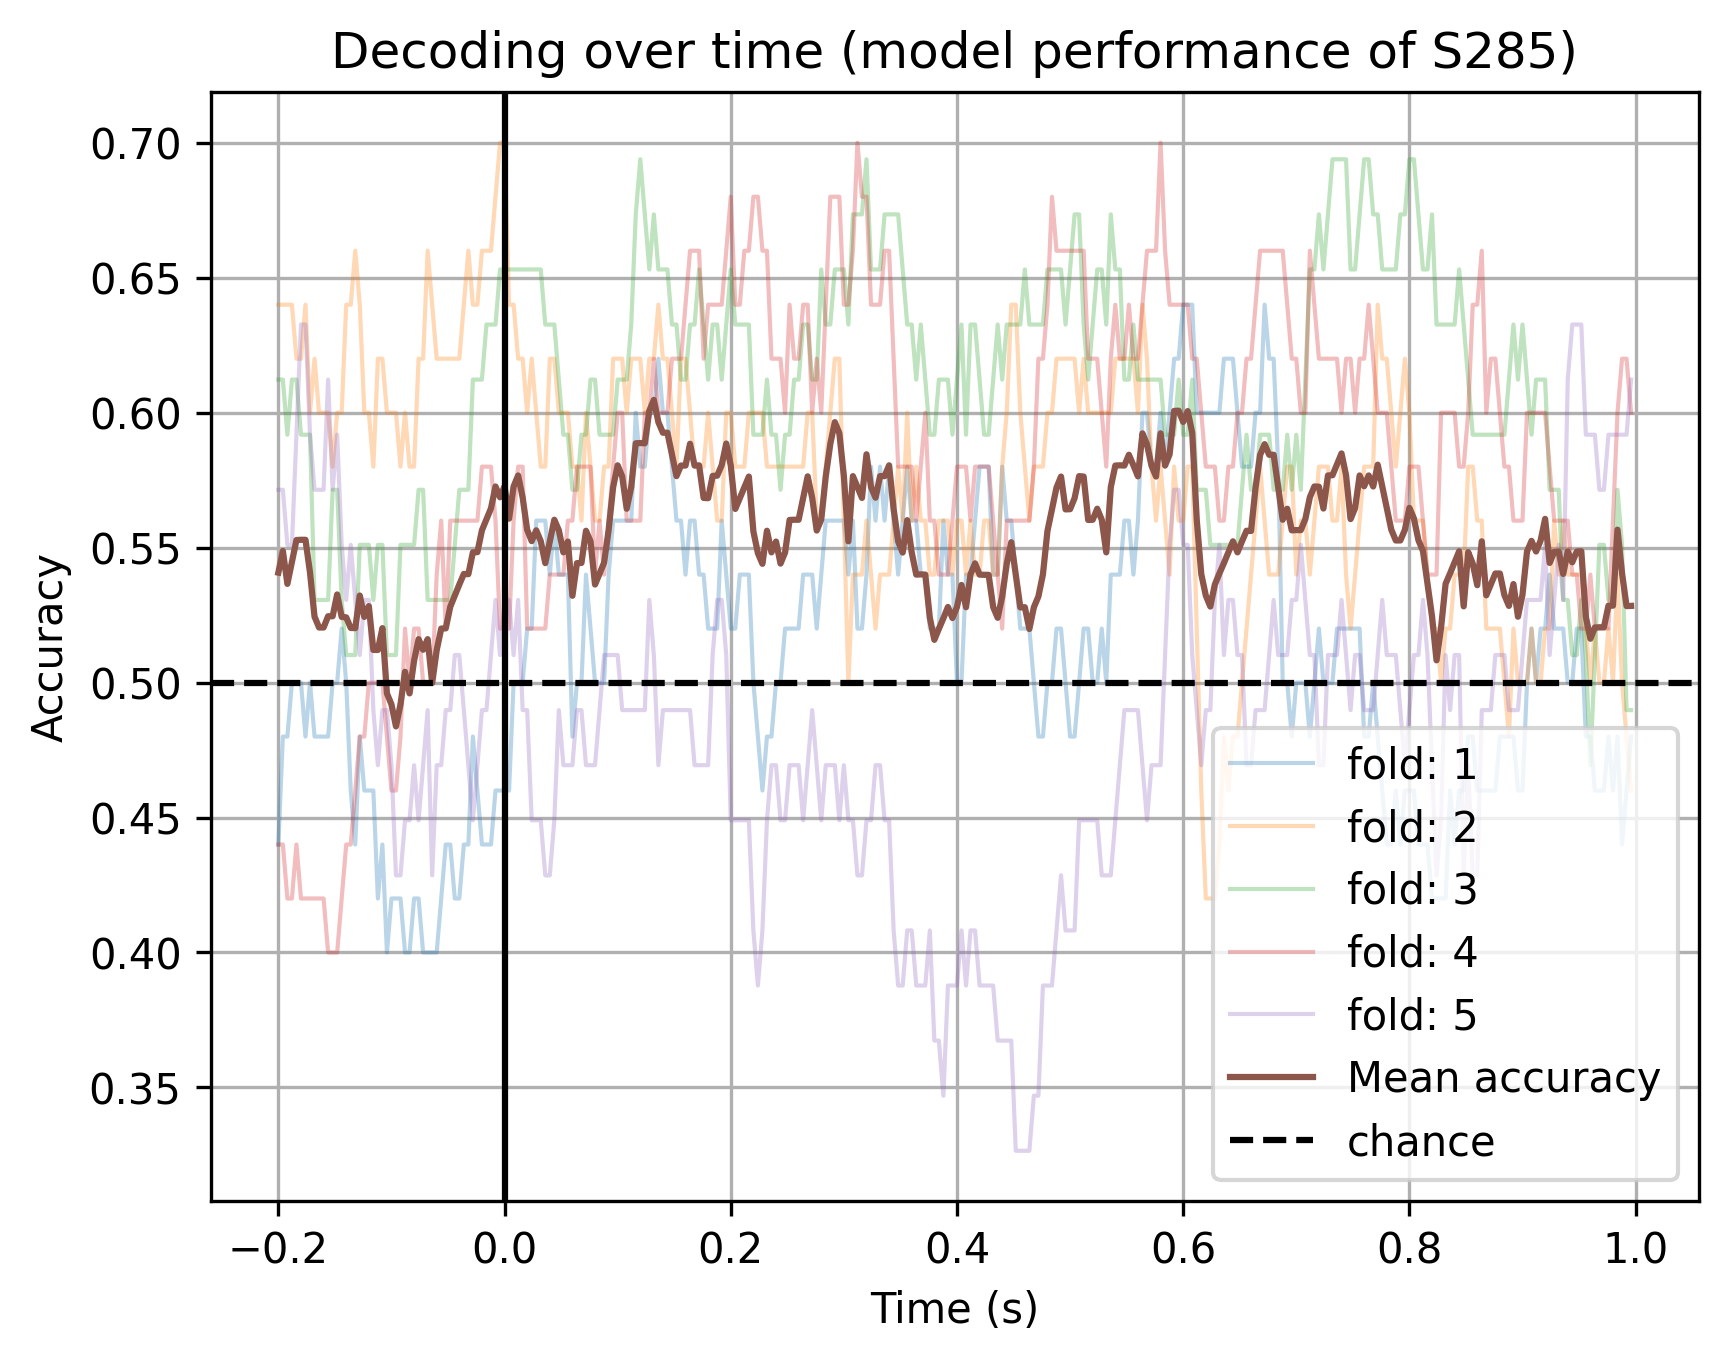 Decoding over time (model performance of S285)
Accuracy
0.70
0.65
0.60
0.55
0.50
0.45
0.40
0.35
−0.2 0.0 0.2 0.4 0.6 0.8 1.0
Time (s)
fold: 1
fold: 2
fold: 3
fold: 4
fold: 5
Mean accuracy
chance